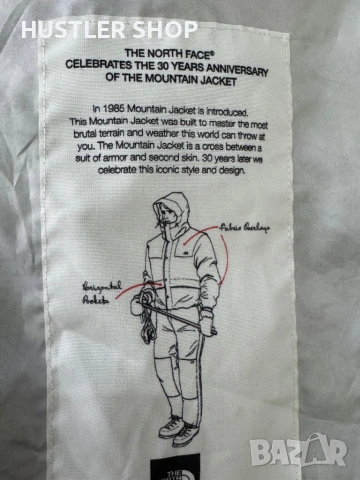 HUSTLER SHOP
THE NORTH FACE®
CELEBRATES THE 30 YEARS ANNIVERSARY
OF THE MOUNTAIN JACKET
In 1985 Mountain Jacket is introduced.
This Mountain Jacket was built to master the most
brutal terrain and weather this world can throw at
you. The Mountain Jacket is a cross between a
suit of armor and second skin. 30 years later we
celebrate this iconic style and design.
Fabric Overlays
Horizontal
Pockets
THE
NORTH
FACE
BAZAR